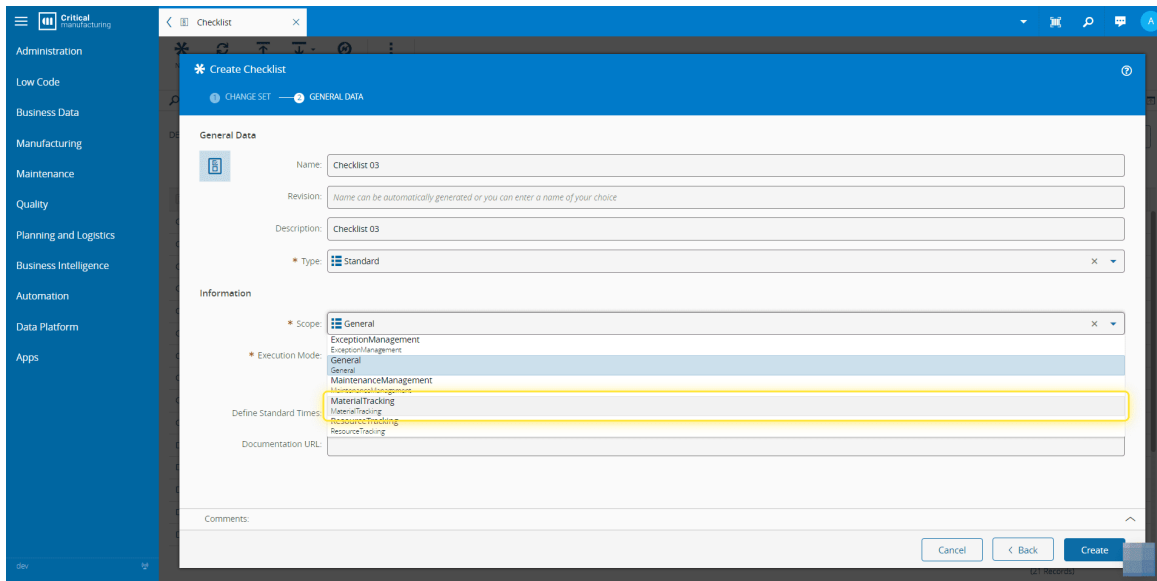 Critical
manufacturing
Checklist
A
Administration
Low Code
Business Data
Manufacturing
Maintenance
Quality
Planning and Logistics
Business Intelligence
Automation
Data Platform
Apps
dev
Create Checklist
1 CHANGE SET
2 GENERAL DATA
General Data
Name: Checklist 03
Revision: Name can be automatically generated or you can enter a name of your choice
Description: Checklist 03
* Type: Standard
Information
* Scope: General
ExceptionManagement
ExceptionManagement
* Execution Mode:
General
General
MaintenanceManagement
MaintenanceManagement
MaterialTracking
MaterialTracking
Define Standard Times:
ResourceTracking
ResourceTracking
Documentation URL:
Comments:
Cancel
Back
Create
(21 Records)